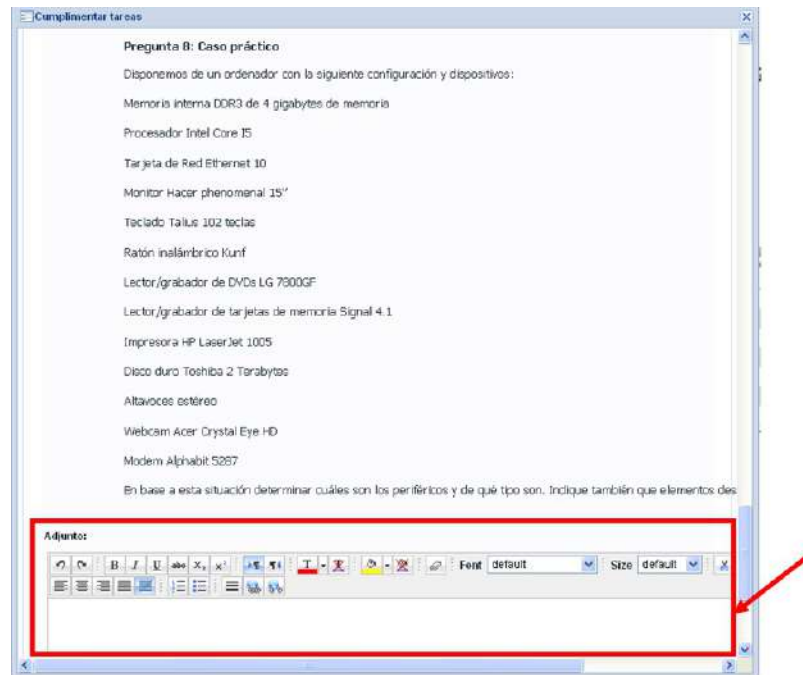 Cumplimentar tareas
Pregunta 8: Caso práctico
Disponemos de un ordenador con la siguiente configuración y dispositivos:
Memoria interna DDR3 de 4 gigabytes de memoria
Procesador Intel Core I5
Tarjeta de Red Ethernet 10
Monitor Hacer phenomenal 15''
Teclado Talius 102 teclas
Ratón inalámbrico Kunf
Lector/grabador de DVDs LG 7800GF
Lector/grabador de tarjetas de memoria Signal 4.1
Impresora HP LaserJet 1005
Disco duro Toshiba 2 Terabytes
Altavoces estéreo
Webcam Acer Crystal Eye HD
Modem Alphabit 5287
En base a esta situación determinar cuáles son los periféricos y de qué tipo son. Indique también que elementos des
Adjunto:
B I U abc X, x' T T Font default Size default